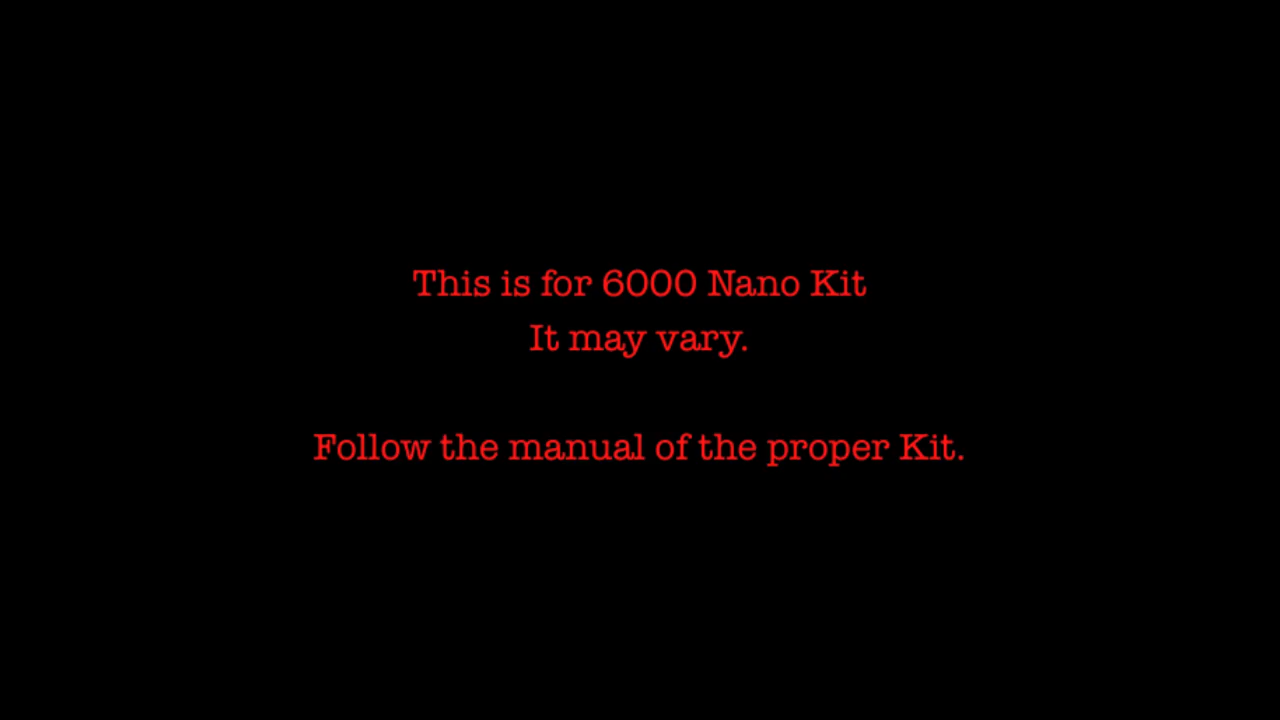 This is for 6000 Nano Kit
It may vary.
Follow the manual of the proper Kit.